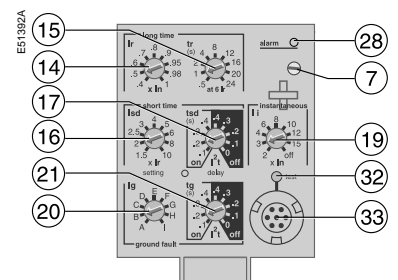 E51392A
15
long time
Ir
tr
(s)
alarm
28
.4 .5 .6 .7 .8 .9 .95 .98 1
x In
.5 1 2 4 8 12 16 20 24
at 6 Ir
14
7
17
short time
Isd
tsd
(s)
instantaneous
Ii
1.5 2 2.5 3 4 5 6 8 10
x Ir
.1 .2 .3 .4 .4 .3 .2 .1 0
on I²t off
2 3 4 6 8 10 12 15 off
x In
16
19
setting
delay
21
32
test
Ig
tg
(s)
A B C D E F G H I
.1 .2 .3 .4 .4 .3 .2 .1 0
on I²t off
20
33
ground fault